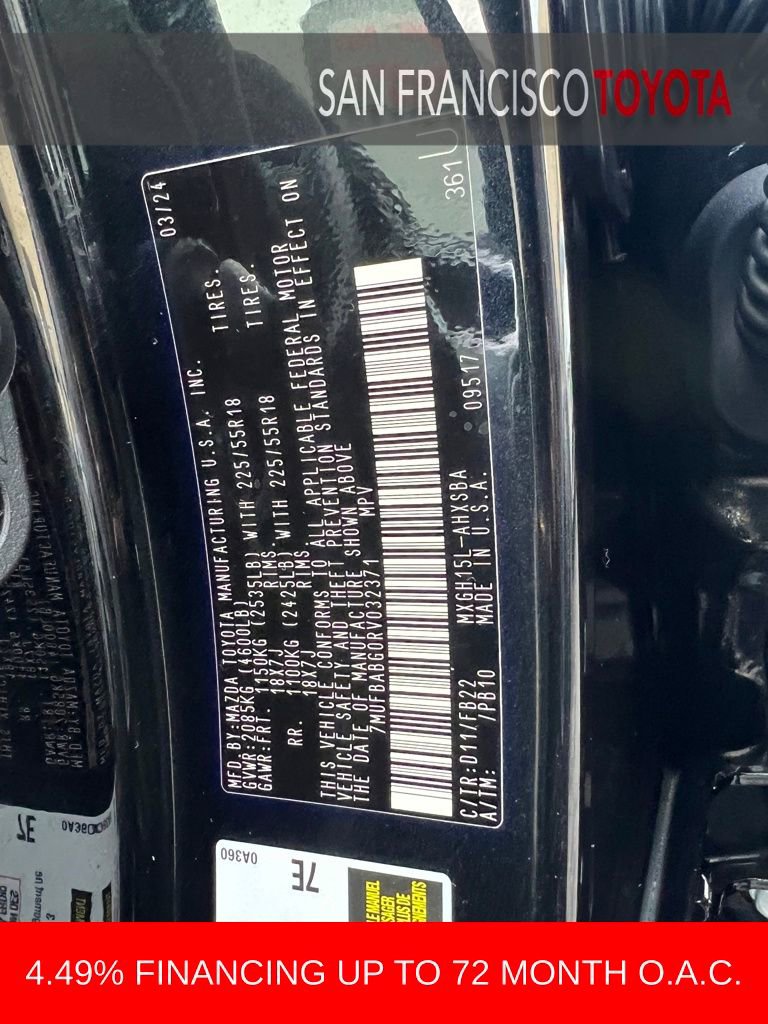 SAN FRANCISCO TOYOTA
361
03/24
MFD.BY:MAZDA TOYOTA MANUFACTURING U.S.A. INC.
GVWR:2085KG (4600LB)
GAWR:FRT. 1150KG (2535LB) WITH 225/55R18 TIRES.
18X7J RIMS.
RR. 1100KG (2425LB) WITH 225/55R18 TIRES.
18X7J RIMS.
THIS VEHICLE CONFORMS TO ALL APPLICABLE FEDERAL MOTOR
VEHICLE SAFETY AND THEFT PREVENTION STANDARDS IN EFFECT ON
THE DATE OF MANUFACTURE SHOWN ABOVE
7MUFBABG0RV032371 MPV
C/TR:D11/FB22 MXGH15L-AHXSBA 09517
A/TM: /PB10 MADE IN U.S.A.
0A360
7E
4.49% FINANCING UP TO 72 MONTH O.A.C.